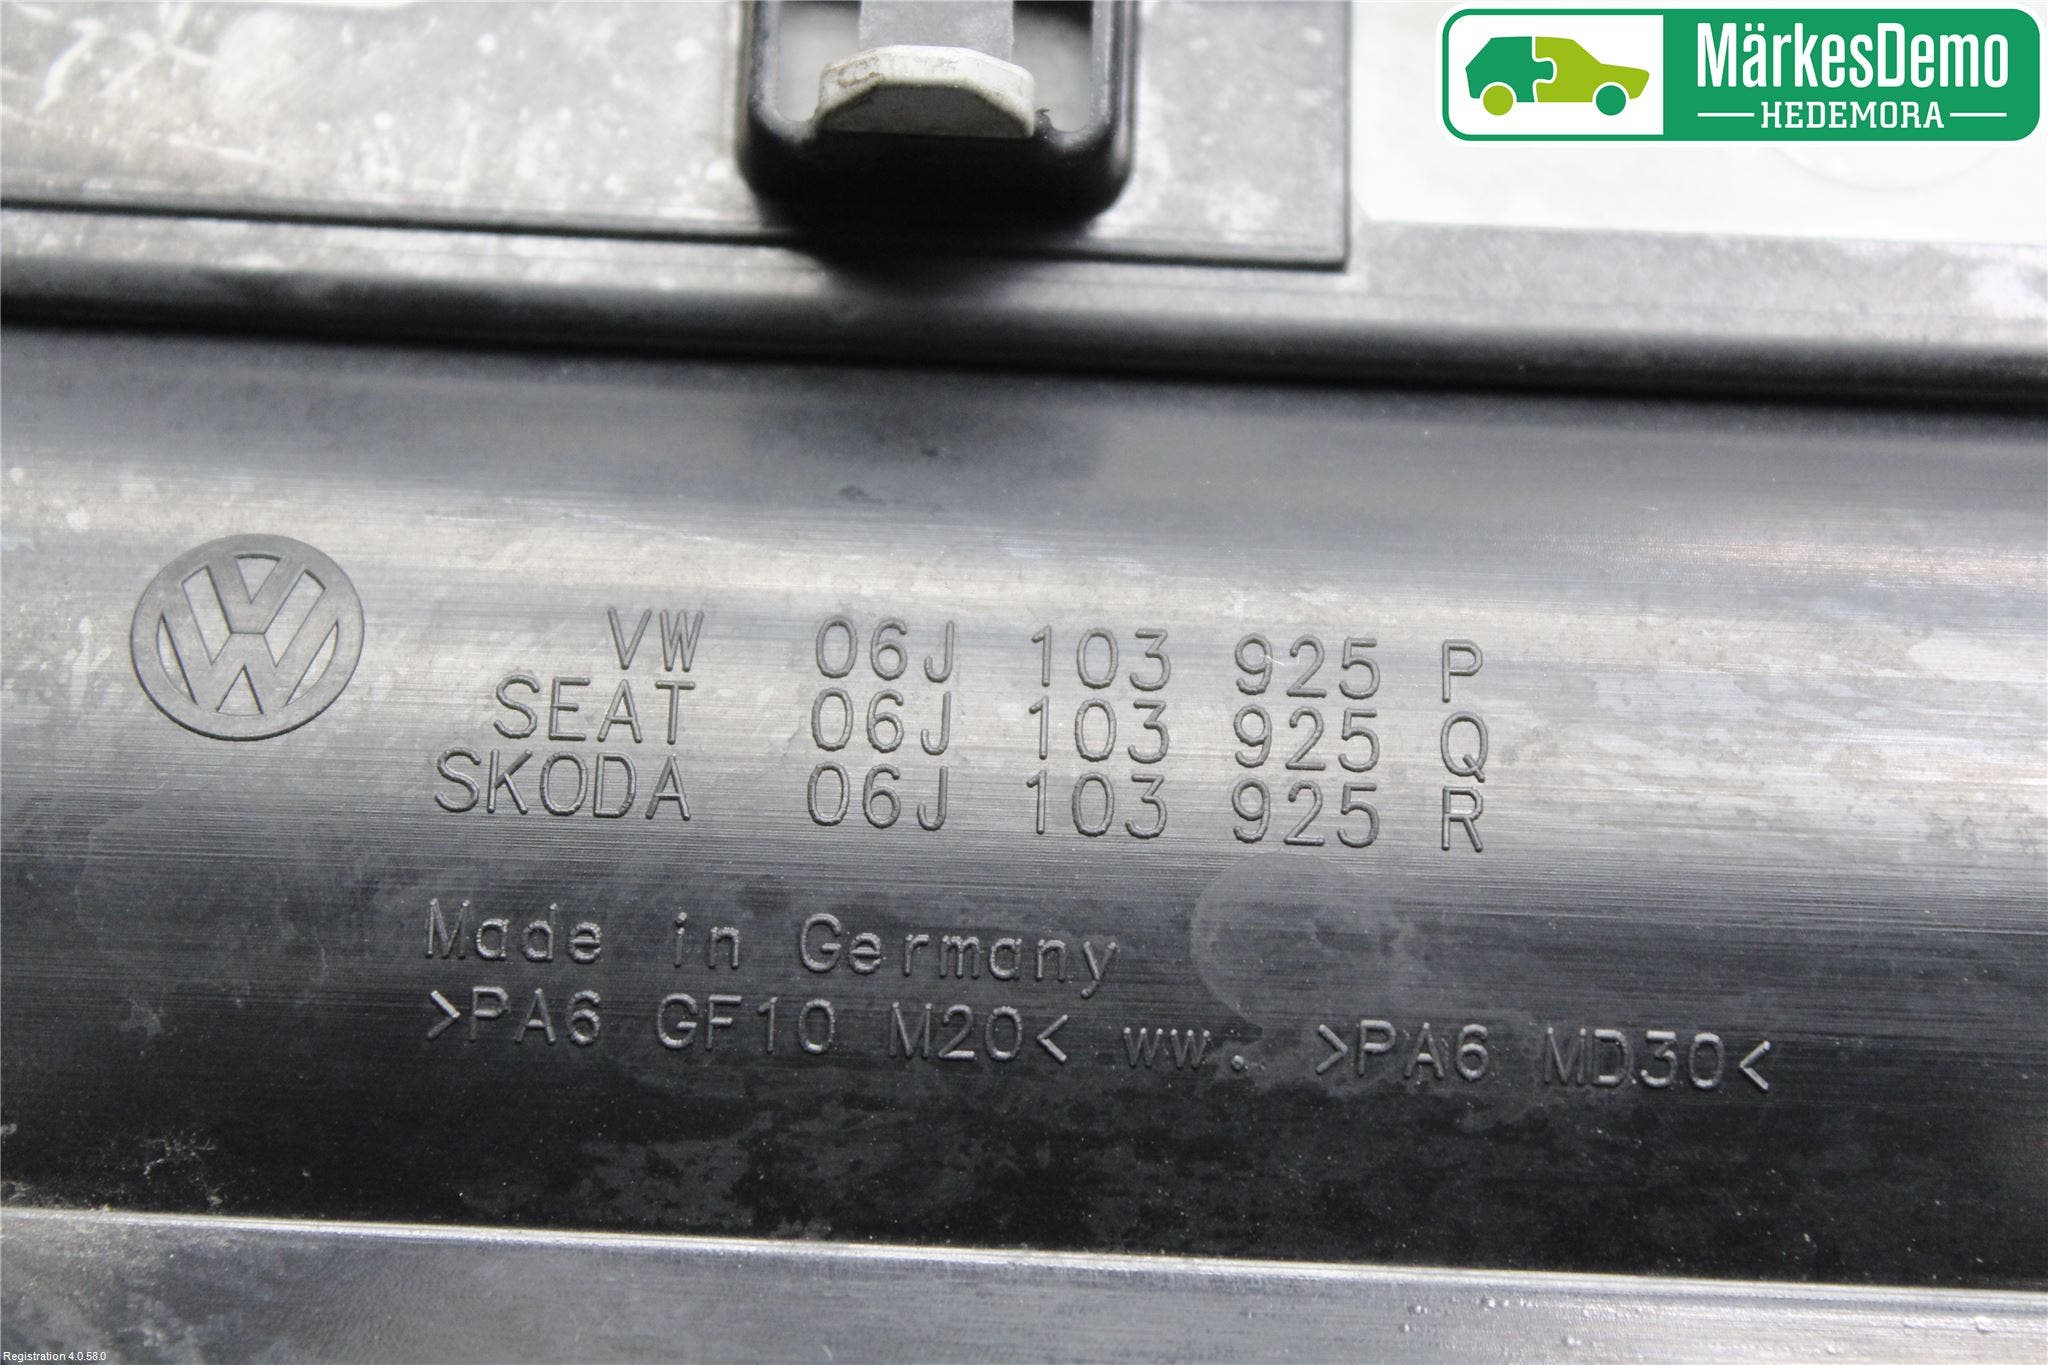 MärkesDemo
HEDEMORA
VW 06J 103 925 P
SEAT 06J 103 925 Q
SKODA 06J 103 925 R
Made in Germany
>PA6 GF10 M20< ww. >PA6 MD30<
Registration 4.0.58.0